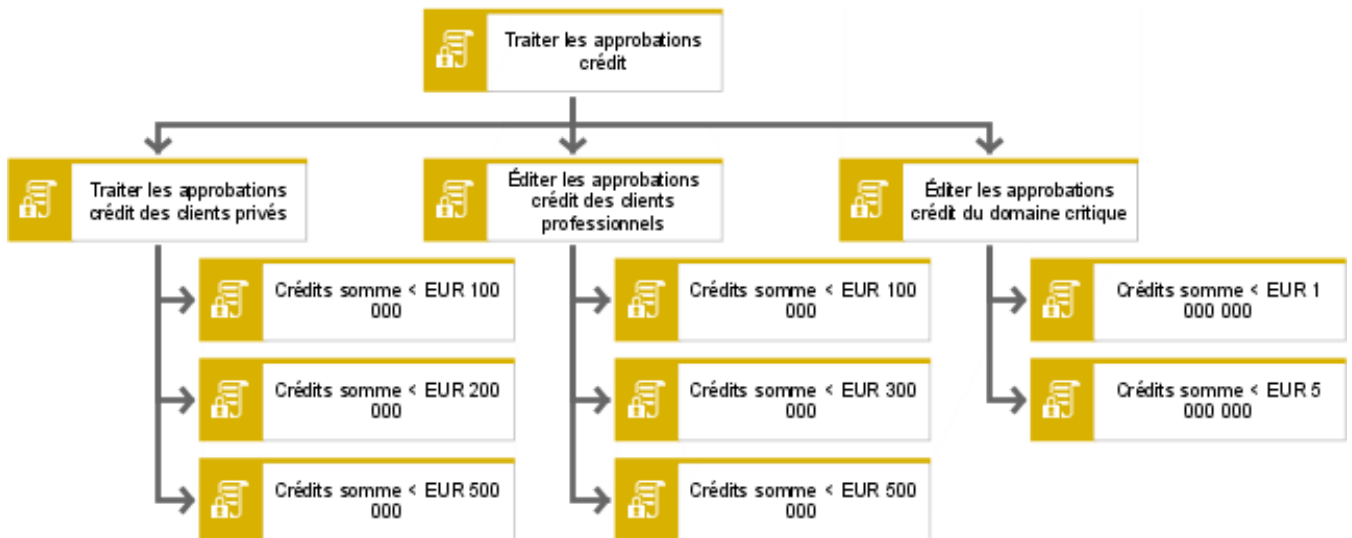 Traiter les approbations
crédit
Traiter les approbations
crédit des clients privés
Éditer les approbations
crédit des clients
professionnels
Éditer les approbations
crédit du domaine critique
Crédits somme < EUR 100
000
Crédits somme < EUR 100
000
Crédits somme < EUR 1
000 000
Crédits somme < EUR 200
000
Crédits somme < EUR 300
000
Crédits somme < EUR 5
000 000
Crédits somme < EUR 500
000
Crédits somme < EUR 500
000